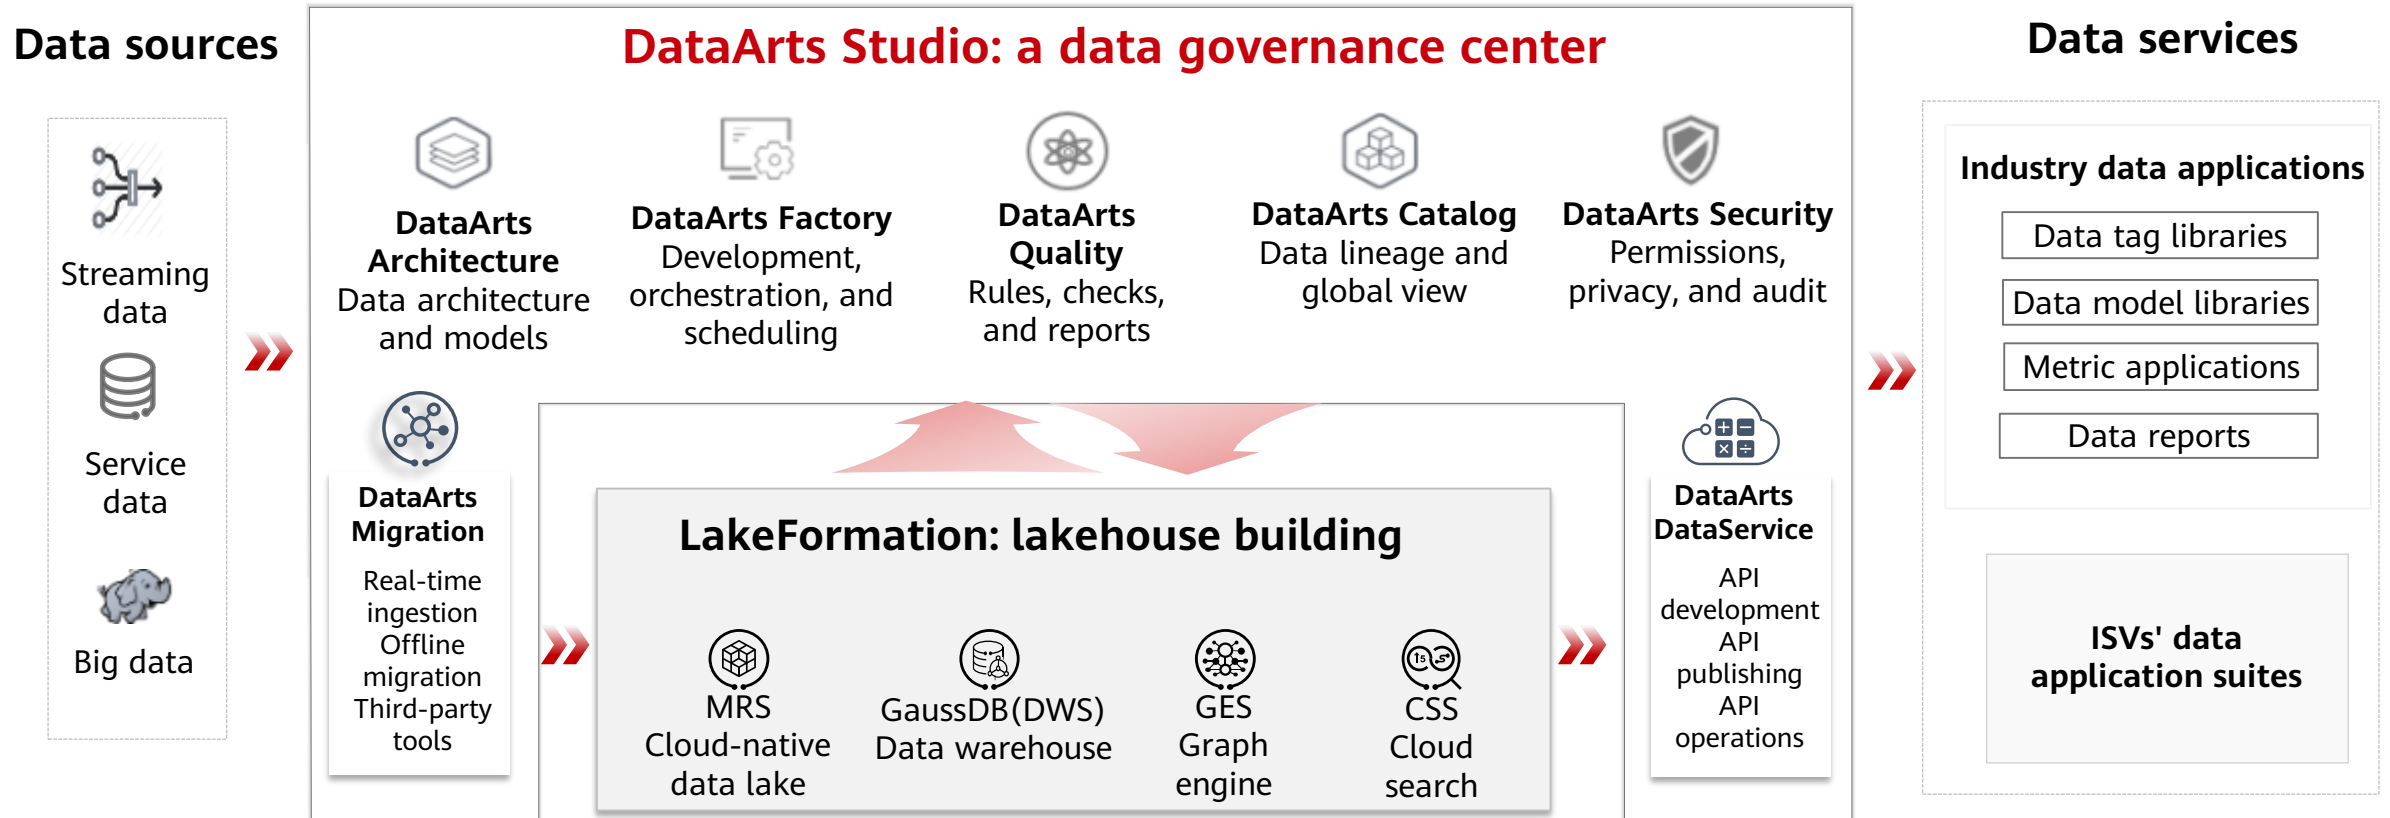 Data sources
Streaming
data
Service
data
Big data
DataArts Studio: a data governance center
DataArts
Architecture
Data architecture
and models
DataArts Factory
Development,
orchestration, and
scheduling
DataArts
Quality
Rules, checks,
and reports
DataArts Catalog
Data lineage and
global view
DataArts Security
Permissions,
privacy, and audit
DataArts
Migration
Real-time
ingestion
Offline
migration
Third-party
tools
LakeFormation: lakehouse building
MRS
Cloud-native
data lake
GaussDB(DWS)
Data warehouse
GES
Graph
engine
CSS
Cloud
search
DataArts
DataService
API
development
API
publishing
API
operations
Data services
Industry data applications
Data tag libraries
Data model libraries
Metric applications
Data reports
ISVs' data
application suites